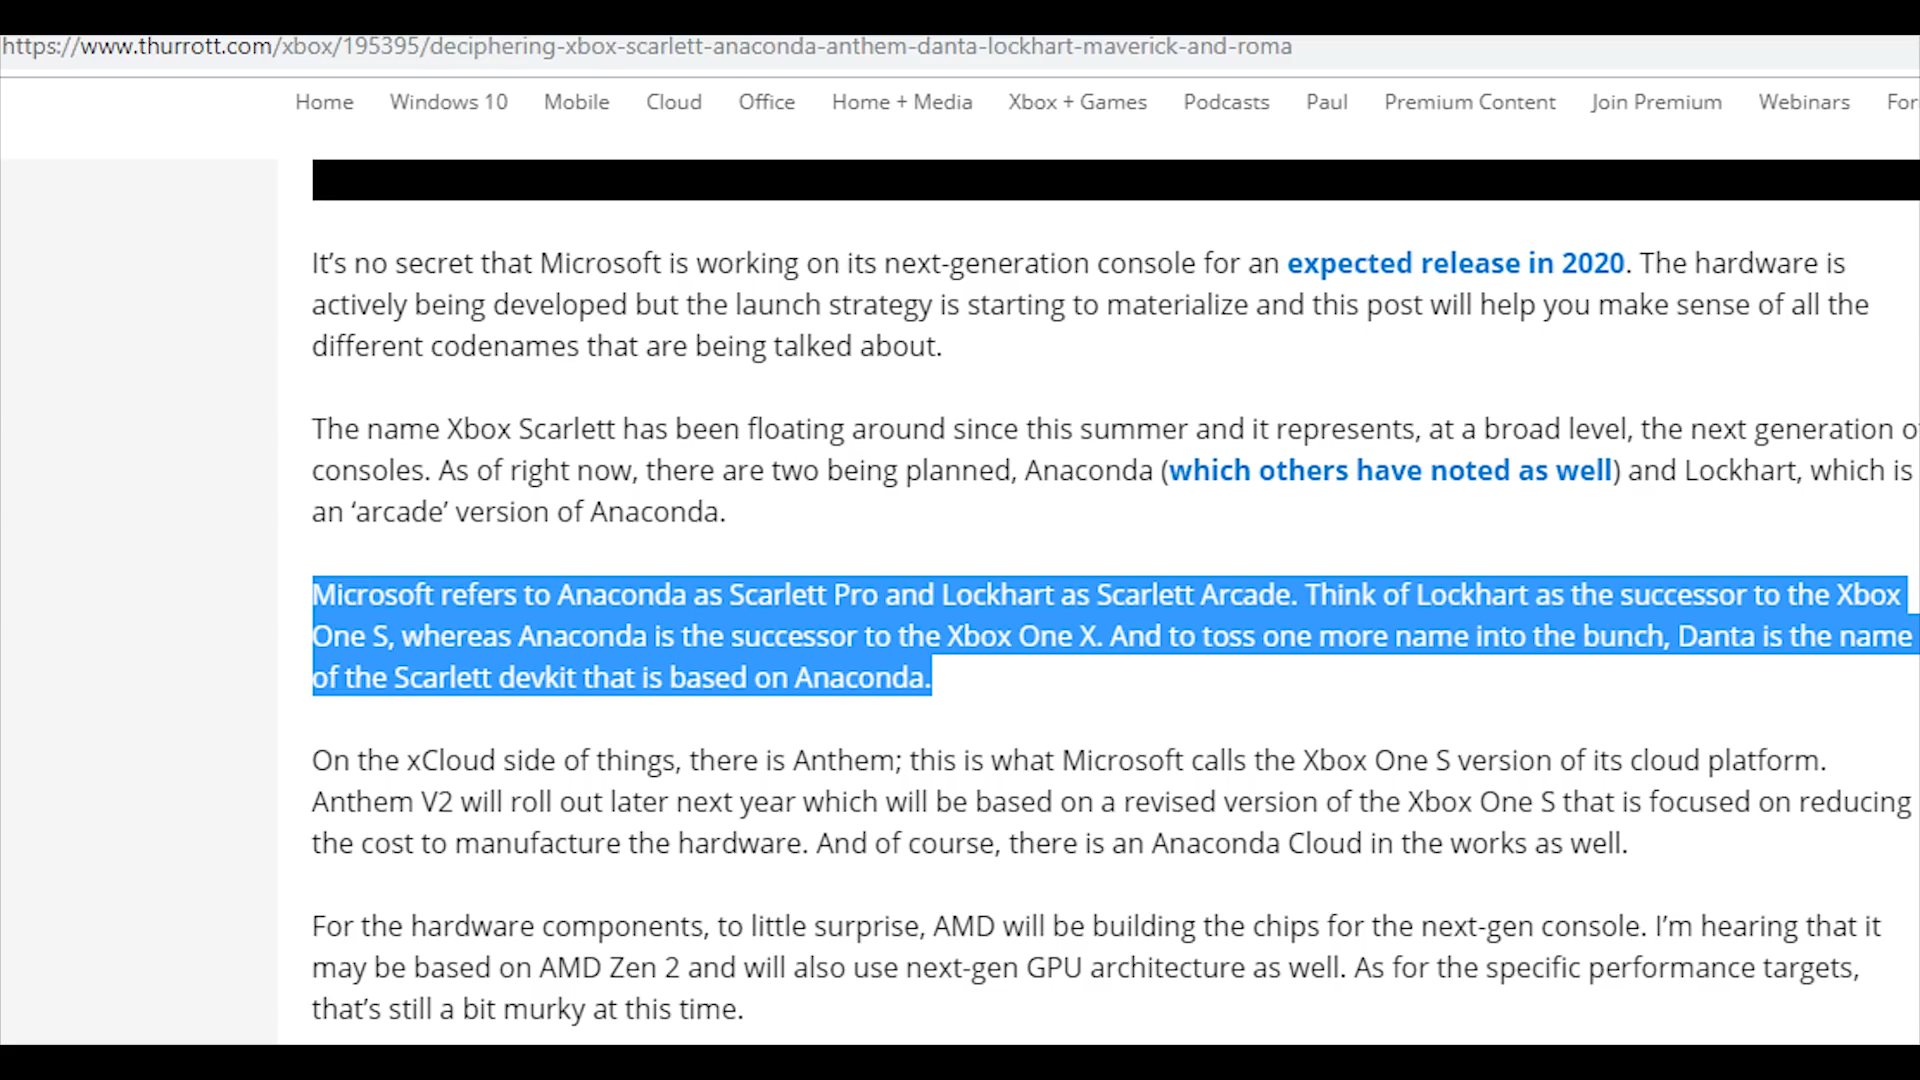 https://www.thurrott.com/xbox/195395/deciphering-xbox-scarlett-anaconda-anthem-danta-lockhart-maverick-and-roma
Home Windows 10 Mobile Cloud Office Home + Media Xbox + Games Podcasts Paul Premium Content Join Premium Webinars For
It’s no secret that Microsoft is working on its next-generation console for an expected release in 2020. The hardware is
actively being developed but the launch strategy is starting to materialize and this post will help you make sense of all the
different codenames that are being talked about.
The name Xbox Scarlett has been floating around since this summer and it represents, at a broad level, the next generation o
consoles. As of right now, there are two being planned, Anaconda (which others have noted as well) and Lockhart, which is
an ‘arcade’ version of Anaconda.
Microsoft refers to Anaconda as Scarlett Pro and Lockhart as Scarlett Arcade. Think of Lockhart as the successor to the Xbox
One S, whereas Anaconda is the successor to the Xbox One X. And to toss one more name into the bunch, Danta is the name
of the Scarlett devkit that is based on Anaconda.
On the xCloud side of things, there is Anthem; this is what Microsoft calls the Xbox One S version of its cloud platform.
Anthem V2 will roll out later next year which will be based on a revised version of the Xbox One S that is focused on reducing
the cost to manufacture the hardware. And of course, there is an Anaconda Cloud in the works as well.
For the hardware components, to little surprise, AMD will be building the chips for the next-gen console. I’m hearing that it
may be based on AMD Zen 2 and will also use next-gen GPU architecture as well. As for the specific performance targets,
that’s still a bit murky at this time.